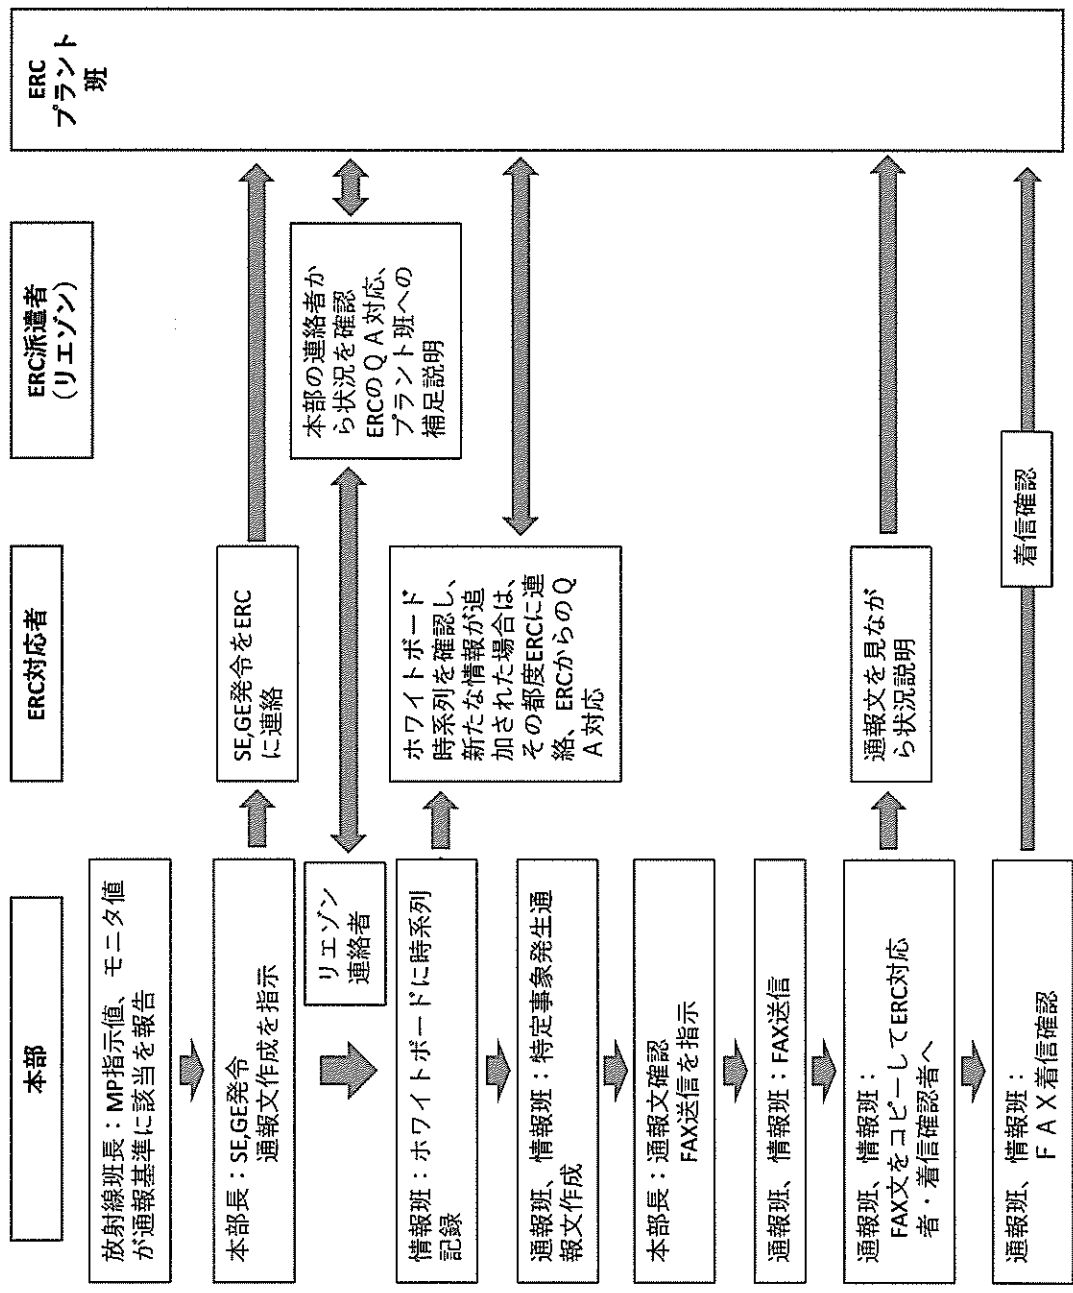 本部
ERC対応者
ERC派遣者
（リエゾン）
ERC
プラント
班
放射線班長：MP指示値、モニタ値
が通報基準に該当を報告
本部長：SE,GE発令
通報文作成を指示
SE,GE発令をERC
に連絡
リエゾン
連絡者
本部の連絡者か
ら状況を確認
ERCのＱＡ対応、
プラント班への
補足説明
情報班：ホワイトボードに時系列
記録
ホワイトボード
時系列を確認し、
新たな情報が追
加された場合は、
その都度ERCに連
絡、ERCからのＱ
Ａ対応
通報班、情報班：特定事象発生通
報文作成
本部長：通報文確認
FAX送信を指示
通報班、情報班：FAX送信
通報班、情報班：
FAX文をコピーしてERC対応
者・着信確認者へ
通報文を見なが
ら状況説明
通報班、情報班：
ＦＡＸ着信確認
着信確認